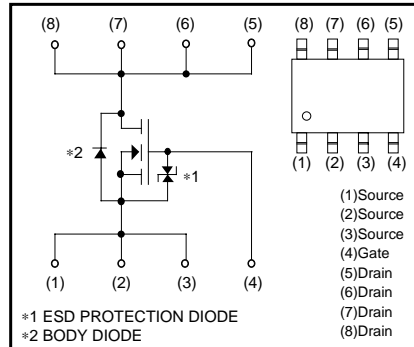 (8) (7) (6) (5)
(8) (7) (6) (5)
∗2
∗1
(1) (2) (3) (4)
(1) (2) (3) (4)
(1)Source
(2)Source
(3)Source
(4)Gate
(5)Drain
(6)Drain
(7)Drain
(8)Drain
∗1 ESD PROTECTION DIODE
∗2 BODY DIODE